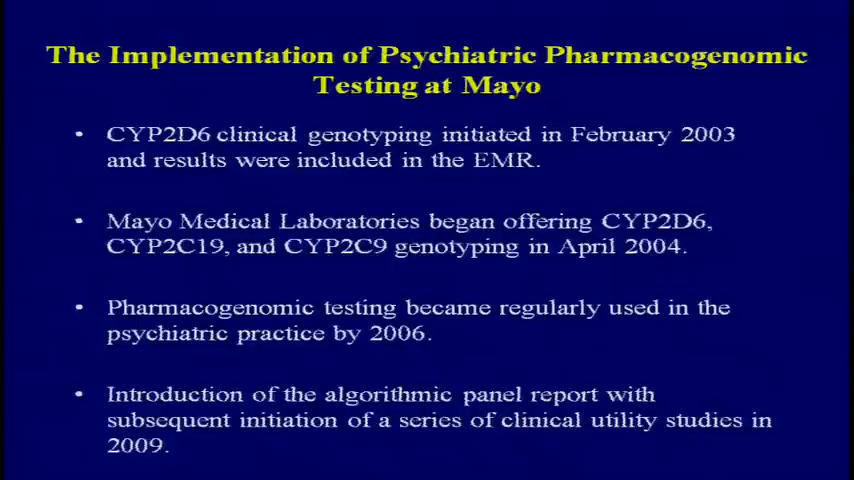 The Implementation of Psychiatric Pharmacogenomic
Testing at Mayo
• CYP2D6 clinical genotyping initiated in February 2003
and results were included in the EMR.
• Mayo Medical Laboratories began offering CYP2D6,
CYP2C19, and CYP2C9 genotyping in April 2004.
• Pharmacogenomic testing became regularly used in the
psychiatric practice by 2006.
• Introduction of the algorithmic panel report with
subsequent initiation of a series of clinical utility studies in
2009.